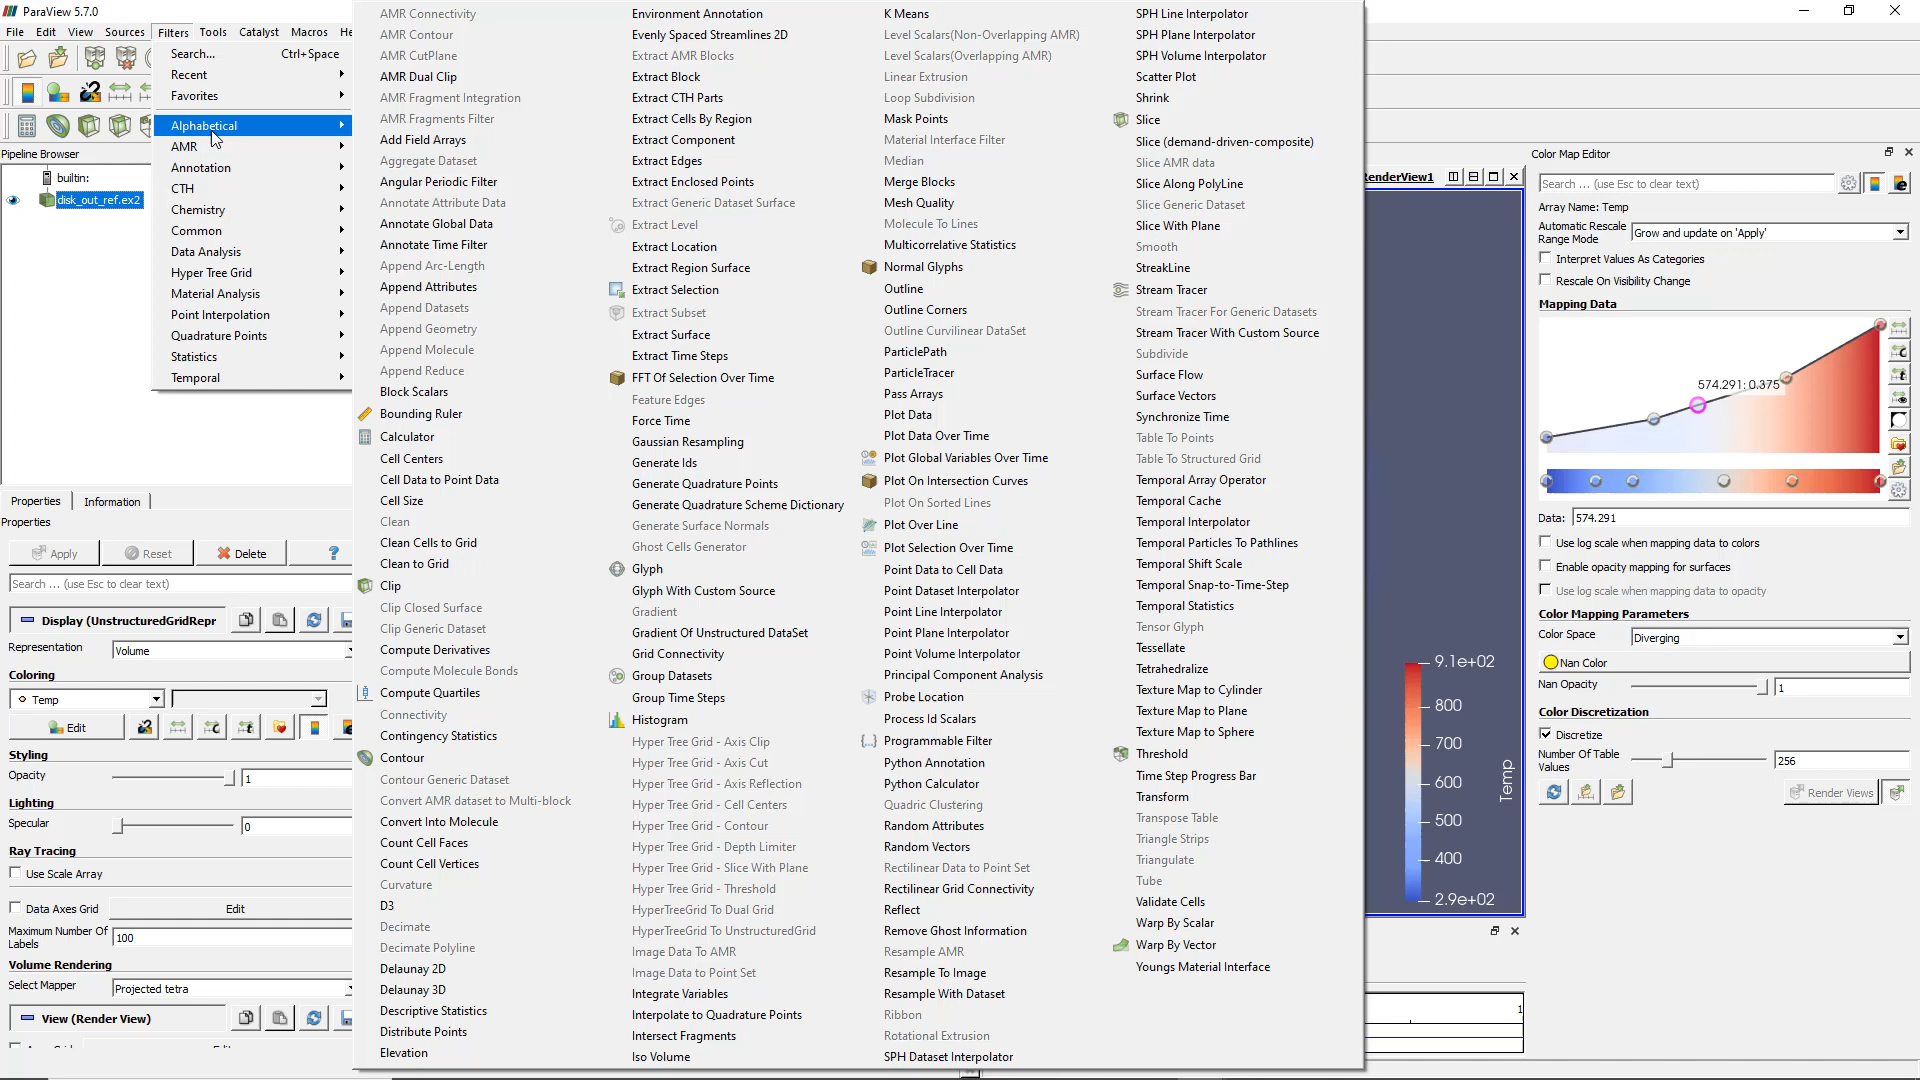 ParaView 5.7.0
File Edit View Sources Filters Tools Catalyst Macros He
Search... Ctrl+Space
Recent
Favorites
Alphabetical
AMR
Annotation
CTH
Chemistry
Common
Data Analysis
Hyper Tree Grid
Material Analysis
Point Interpolation
Quadrature Points
Statistics
Temporal
Pipeline Browser
builtin:
disk_out_ref.ex2
Properties Information
Properties
Apply Reset Delete ?
Search ... (use Esc to clear text)
Display (UnstructuredGridRepr
Representation Volume
Coloring
Temp
Edit
Styling
Opacity 1
Lighting
Specular 0
Ray Tracing
Use Scale Array
Data Axes Grid Edit
Maximum Number Of Labels 100
Volume Rendering
Select Mapper Projected tetra
View (Render View)
AMR Connectivity
AMR Contour
AMR CutPlane
AMR Dual Clip
AMR Fragment Integration
AMR Fragments Filter
Add Field Arrays
Aggregate Dataset
Angular Periodic Filter
Annotate Attribute Data
Annotate Global Data
Annotate Time Filter
Append Arc-Length
Append Attributes
Append Datasets
Append Geometry
Append Molecule
Append Reduce
Block Scalars
Bounding Ruler
Calculator
Cell Centers
Cell Data to Point Data
Cell Size
Clean
Clean Cells to Grid
Clean to Grid
Clip
Clip Closed Surface
Clip Generic Dataset
Compute Derivatives
Compute Molecule Bonds
Compute Quartiles
Connectivity
Contingency Statistics
Contour
Contour Generic Dataset
Convert AMR dataset to Multi-block
Convert Into Molecule
Count Cell Faces
Count Cell Vertices
Curvature
D3
Decimate
Decimate Polyline
Delaunay 2D
Delaunay 3D
Descriptive Statistics
Distribute Points
Elevation
Environment Annotation
Evenly Spaced Streamlines 2D
Extract AMR Blocks
Extract Block
Extract CTH Parts
Extract Cells By Region
Extract Component
Extract Edges
Extract Enclosed Points
Extract Generic Dataset Surface
Extract Level
Extract Location
Extract Region Surface
Extract Selection
Extract Subset
Extract Surface
Extract Time Steps
FFT Of Selection Over Time
Feature Edges
Force Time
Gaussian Resampling
Generate Ids
Generate Quadrature Points
Generate Quadrature Scheme Dictionary
Generate Surface Normals
Ghost Cells Generator
Glyph
Glyph With Custom Source
Gradient
Gradient Of Unstructured DataSet
Grid Connectivity
Group Datasets
Group Time Steps
Histogram
Hyper Tree Grid - Axis Clip
Hyper Tree Grid - Axis Cut
Hyper Tree Grid - Axis Reflection
Hyper Tree Grid - Cell Centers
Hyper Tree Grid - Contour
Hyper Tree Grid - Depth Limiter
Hyper Tree Grid - Slice With Plane
Hyper Tree Grid - Threshold
HyperTreeGrid To Dual Grid
HyperTreeGrid To UnstructuredGrid
Image Data To AMR
Image Data to Point Set
Integrate Variables
Interpolate to Quadrature Points
Intersect Fragments
Iso Volume
K Means
Level Scalars(Non-Overlapping AMR)
Level Scalars(Overlapping AMR)
Linear Extrusion
Loop Subdivision
Mask Points
Material Interface Filter
Median
Merge Blocks
Mesh Quality
Molecule To Lines
Multicorrelative Statistics
Normal Glyphs
Outline
Outline Corners
Outline Curvilinear DataSet
ParticlePath
ParticleTracer
Pass Arrays
Plot Data
Plot Data Over Time
Plot Global Variables Over Time
Plot On Intersection Curves
Plot On Sorted Lines
Plot Over Line
Plot Selection Over Time
Point Data to Cell Data
Point Dataset Interpolator
Point Line Interpolator
Point Plane Interpolator
Point Volume Interpolator
Principal Component Analysis
Probe Location
Process Id Scalars
Programmable Filter
Python Annotation
Python Calculator
Quadric Clustering
Random Attributes
Random Vectors
Rectilinear Data to Point Set
Rectilinear Grid Connectivity
Reflect
Remove Ghost Information
Resample AMR
Resample To Image
Resample With Dataset
Ribbon
Rotational Extrusion
SPH Dataset Interpolator
SPH Line Interpolator
SPH Plane Interpolator
SPH Volume Interpolator
Scatter Plot
Shrink
Slice
Slice (demand-driven-composite)
Slice AMR data
Slice Along PolyLine
Slice Generic Dataset
Slice With Plane
Smooth
StreakLine
Stream Tracer
Stream Tracer For Generic Datasets
Stream Tracer With Custom Source
Subdivide
Surface Flow
Surface Vectors
Synchronize Time
Table To Points
Table To Structured Grid
Temporal Array Operator
Temporal Cache
Temporal Interpolator
Temporal Particles To Pathlines
Temporal Shift Scale
Temporal Snap-to-Time-Step
Temporal Statistics
Tensor Glyph
Tessellate
Tetrahedralize
Texture Map to Cylinder
Texture Map to Plane
Texture Map to Sphere
Threshold
Time Step Progress Bar
Transform
Transpose Table
Triangle Strips
Triangulate
Tube
Validate Cells
Warp By Scalar
Warp By Vector
Youngs Material Interface
RenderView1
9.1e+02
800
700
600
500
400
2.9e+02
Temp
1
Color Map Editor
Search ... (use Esc to clear text)
Array Name: Temp
Automatic Rescale Range Mode Grow and update on 'Apply'
Interpret Values As Categories
Rescale On Visibility Change
Mapping Data
574.291: 0.375
Data: 574.291
Use log scale when mapping data to colors
Enable opacity mapping for surfaces
Use log scale when mapping data to opacity
Color Mapping Parameters
Color Space Diverging
Nan Color
Nan Opacity 1
Color Discretization
Discretize
Number Of Table Values 256
Render Views